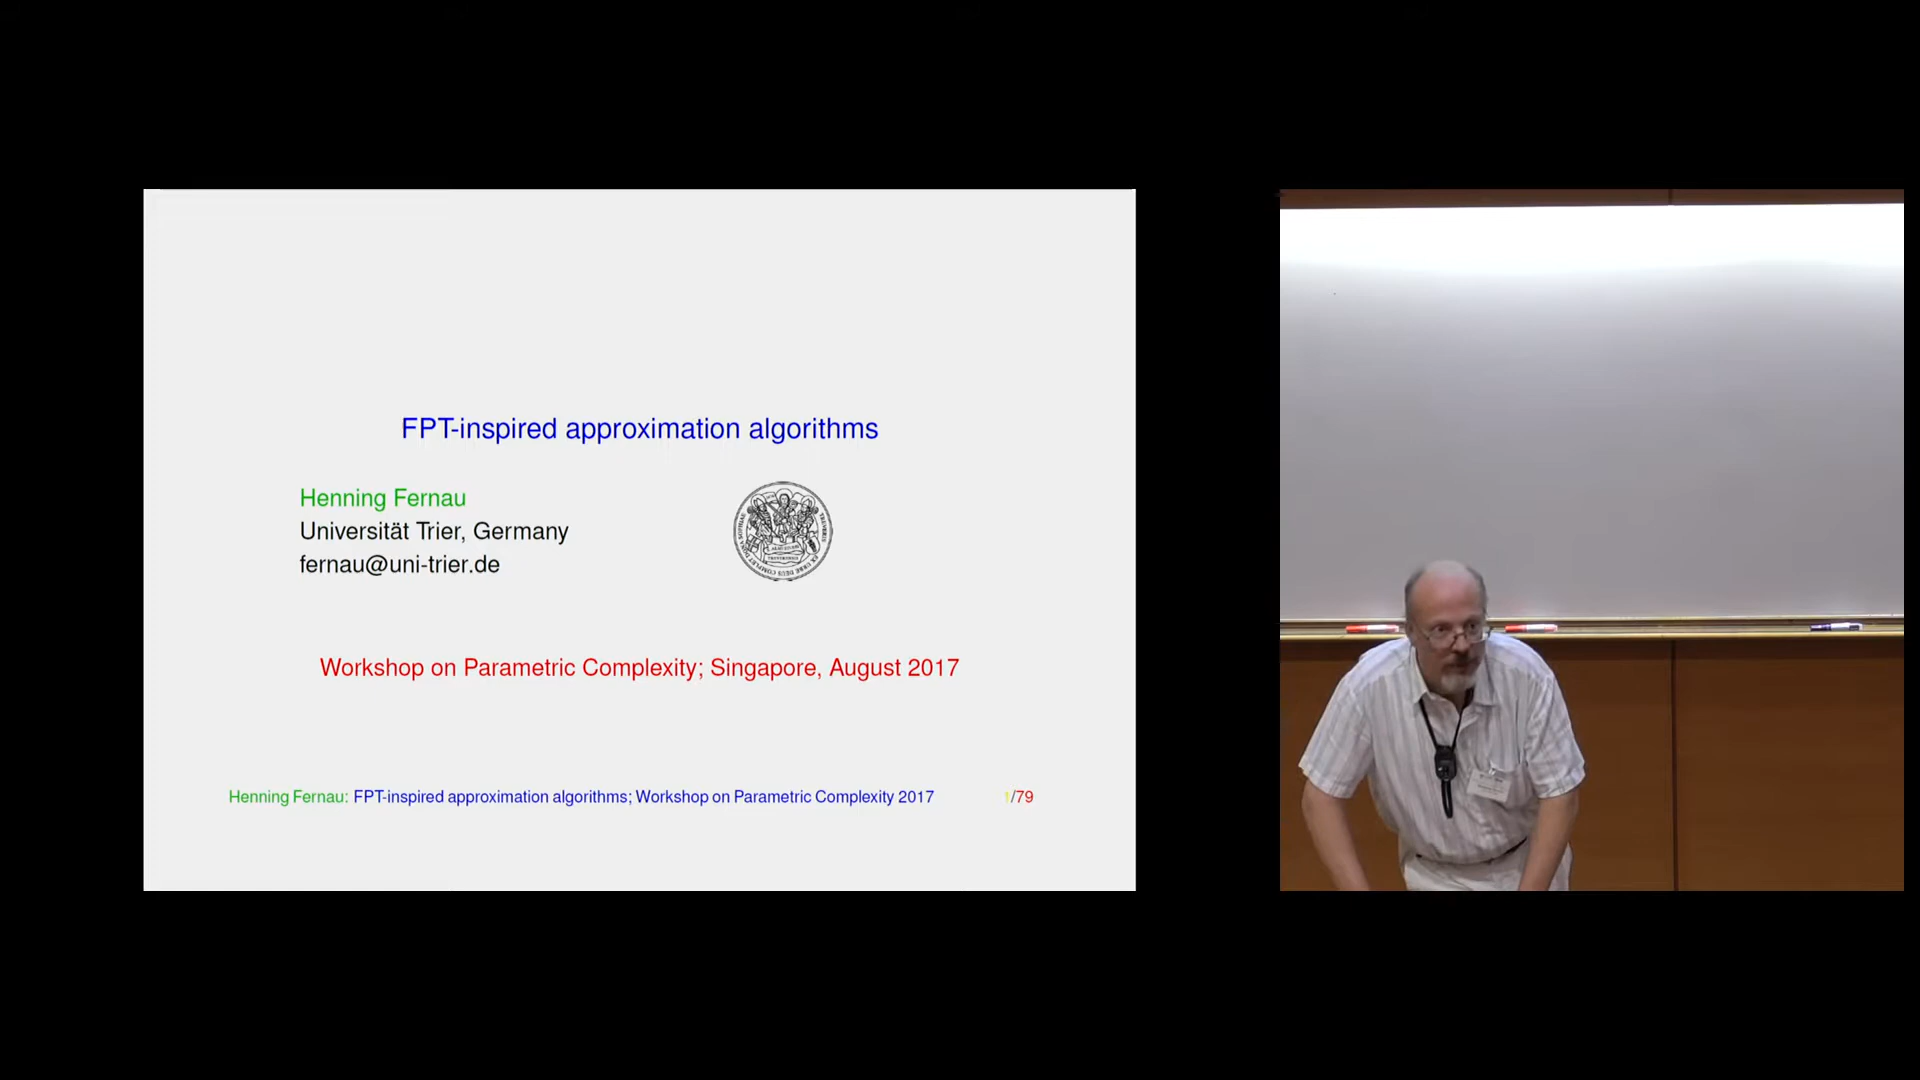 FPT-inspired approximation algorithms
Henning Fernau
Universität Trier, Germany
fernau@uni-trier.de
Workshop on Parametric Complexity; Singapore, August 2017
Henning Fernau: FPT-inspired approximation algorithms; Workshop on Parametric Complexity 2017 1/79